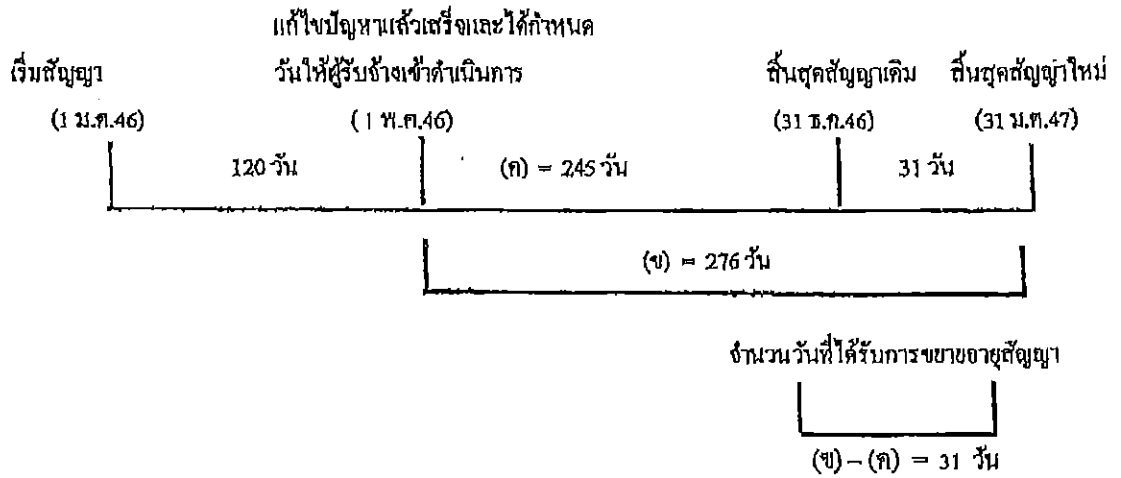 แก้ไขปัญหาแล้วเสร็จและได้กำหนด
เริ่มสัญญา วันให้ผู้รับจ้างเข้าดำเนินการ สิ้นสุดสัญญาเดิม สิ้นสุดสัญญาใหม่
(1 ม.ค.46) (1 พ.ค.46) (31 ธ.ค.46) (31 ม.ค.47)
120 วัน (ค) = 245 วัน 31 วัน
(ข) = 276 วัน
จำนวนวันที่ได้รับการขยายอายุสัญญา
(ข) – (ค) = 31 วัน